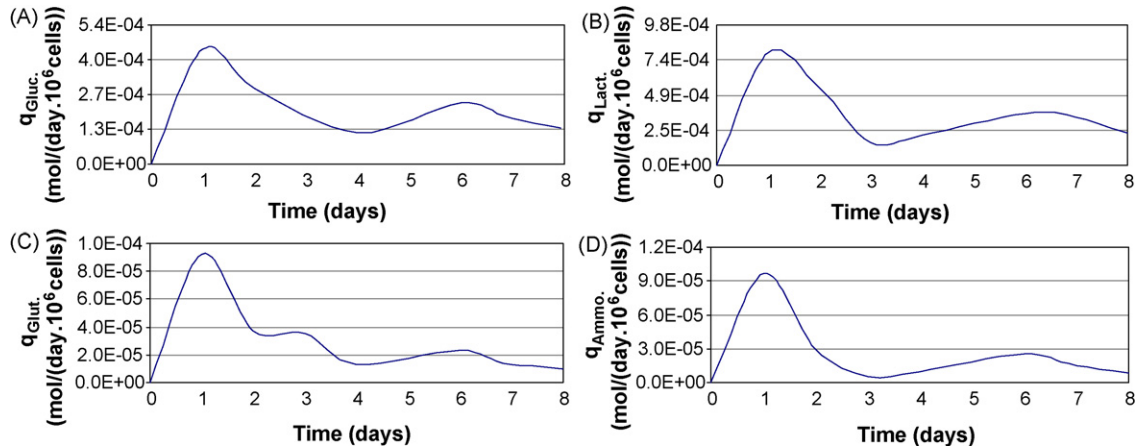 (A)
q_Gluc.
(mol/(day.10⁶cells))
5.4E-04
4.0E-04
2.7E-04
1.3E-04
0.0E+00
0 1 2 3 4 5 6 7 8
Time (days)
(B)
q_Lact.
(mol/(day.10⁶cells))
9.8E-04
7.4E-04
4.9E-04
2.5E-04
0.0E+00
0 1 2 3 4 5 6 7 8
Time (days)
(C)
q_Glut.
(mol/(day.10⁶cells))
1.0E-04
8.0E-05
6.0E-05
4.0E-05
2.0E-05
0.0E+00
0 1 2 3 4 5 6 7 8
Time (days)
(D)
q_Ammo.
(mol/(day.10⁶cells))
1.2E-04
9.0E-05
6.0E-05
3.0E-05
0.0E+00
0 1 2 3 4 5 6 7 8
Time (days)